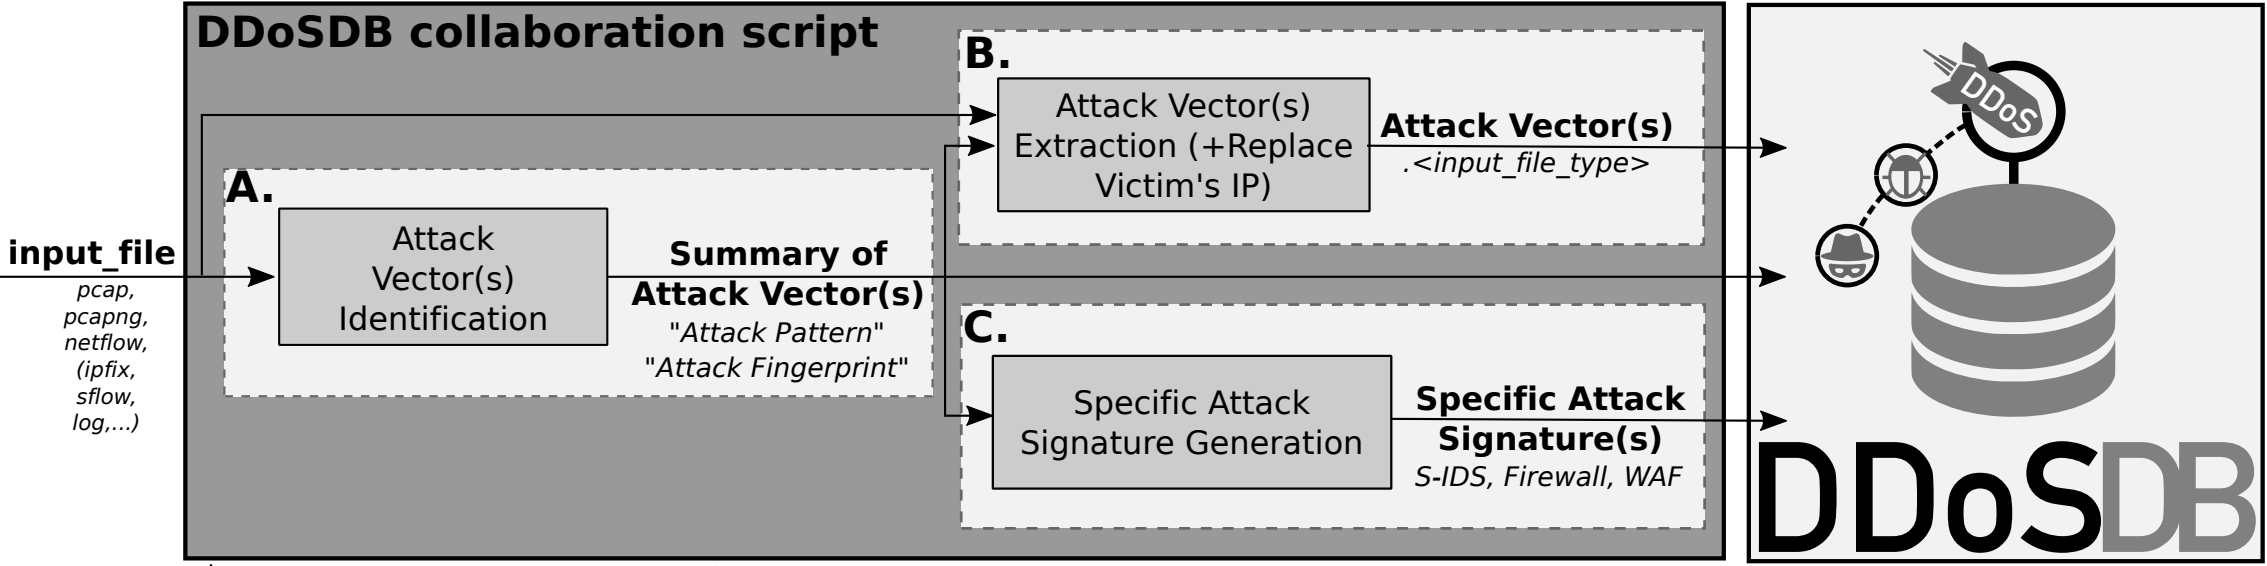 DDoSDB collaboration script
input_file
pcap,
pcapng,
netflow,
(ipfix,
sflow,
log,...)
A.
Attack
Vector(s)
Identification
Summary of
Attack Vector(s)
"Attack Pattern"
"Attack Fingerprint"
B.
Attack Vector(s)
Extraction (+Replace
Victim's IP)
Attack Vector(s)
.<input_file_type>
C.
Specific Attack
Signature Generation
Specific Attack
Signature(s)
S-IDS, Firewall, WAF
DDoS
DDoSDB